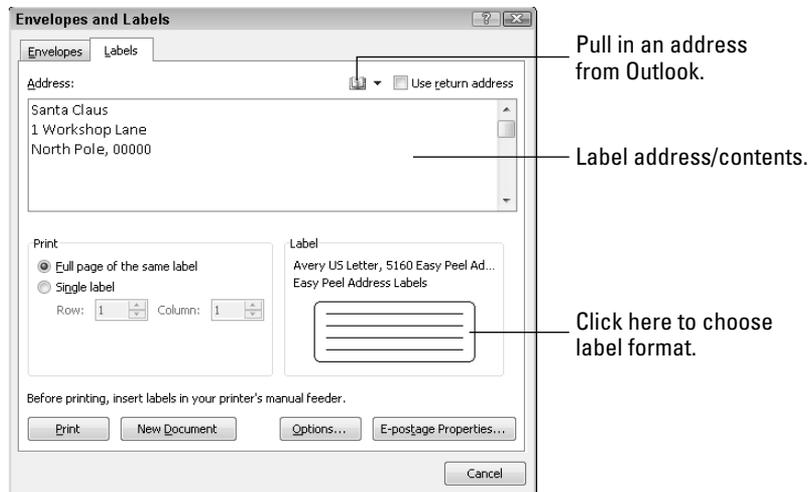 Envelopes and Labels
Envelopes Labels
Address:
Use return address
Santa Claus
1 Workshop Lane
North Pole, 00000
Print
Full page of the same label
Single label
Row: 1 Column: 1
Label
Avery US Letter, 5160 Easy Peel Ad...
Easy Peel Address Labels
Before printing, insert labels in your printer's manual feeder.
Print New Document Options... E-postage Properties...
Cancel
Pull in an address
from Outlook.
Label address/contents.
Click here to choose
label format.